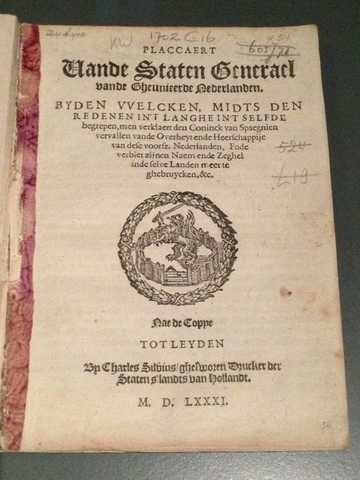 1702 C 16
PLACCAERT
Vande Staten Generael
vande Gheunieerde Nederlanden.
BYDEN VVELCKEN, MIDTS DEN
REDENEN INT LANGHE INT SELFDE
begrepen, men verklaert den Coninck van Spaegnien
vervallen vande Overheyt ende Heerschappije
van dese voorsz. Nederlanden, Ende
verbiet zijnen Naem ende Zeghel
inde selve Landen meer te
ghebruycken, &c.
Nae de Coppe
TOT LEYDEN
By Charles Silvius / ghesworen Drucker der
Staten s'landts van Hollandt.
M. D. LXXXI.